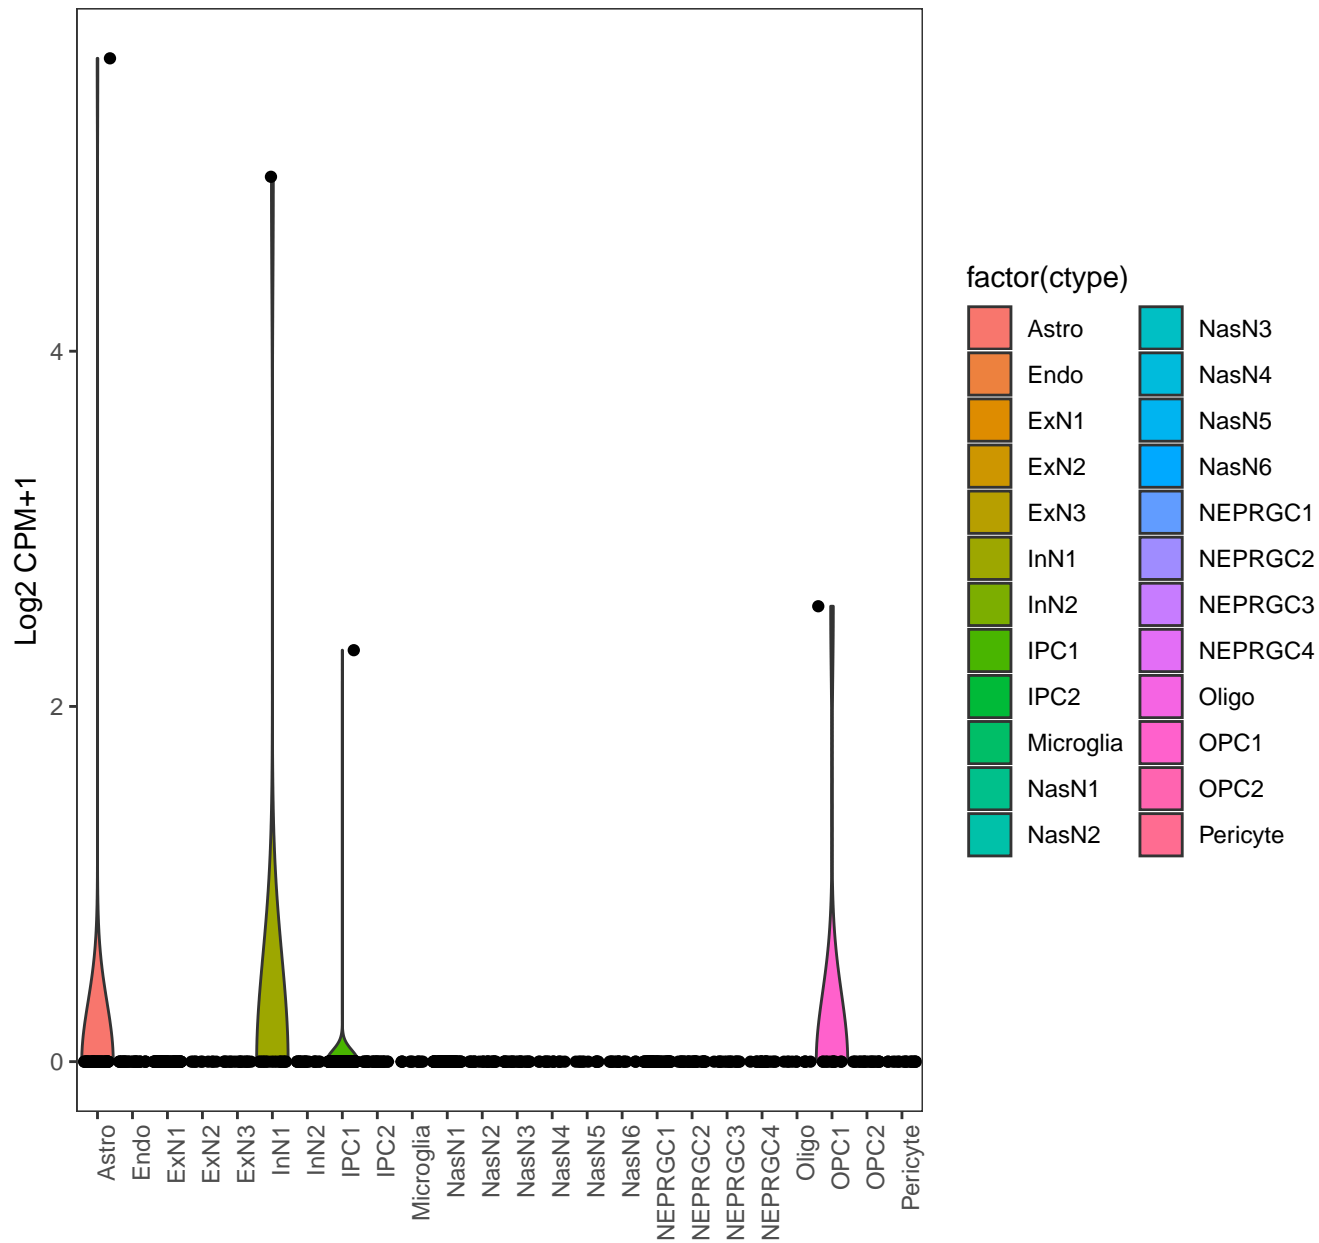 Log2 CPM+1
4
2
0
Astro
Endo
ExN1
ExN2
ExN3
InN1
InN2
IPC1
IPC2
Microglia
NasN1
NasN2
NasN3
NasN4
NasN5
NasN6
NEPRGC1
NEPRGC2
NEPRGC3
NEPRGC4
Oligo
OPC1
OPC2
Pericyte
factor(ctype)
Astro
Endo
ExN1
ExN2
ExN3
InN1
InN2
IPC1
IPC2
Microglia
NasN1
NasN2
NasN3
NasN4
NasN5
NasN6
NEPRGC1
NEPRGC2
NEPRGC3
NEPRGC4
Oligo
OPC1
OPC2
Pericyte